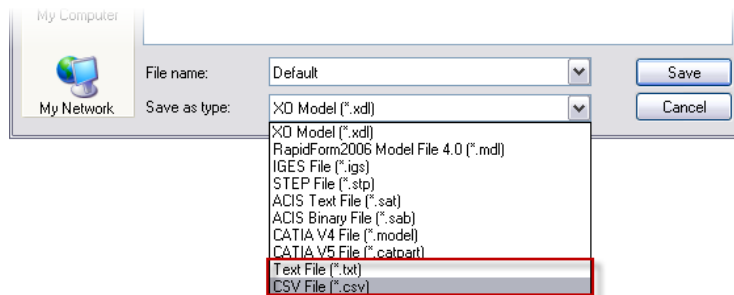 My Computer
File name: Default Save
My Network Save as type: XO Model (*.xdl) Cancel
XO Model (*.xdl)
RapidForm2006 Model File 4.0 (*.mdl)
IGES File (*.igs)
STEP File (*.stp)
ACIS Text File (*.sat)
ACIS Binary File (*.sab)
CATIA V4 File (*.model)
CATIA V5 File (*.catpart)
Text File (*.txt)
CSV File (*.csv)